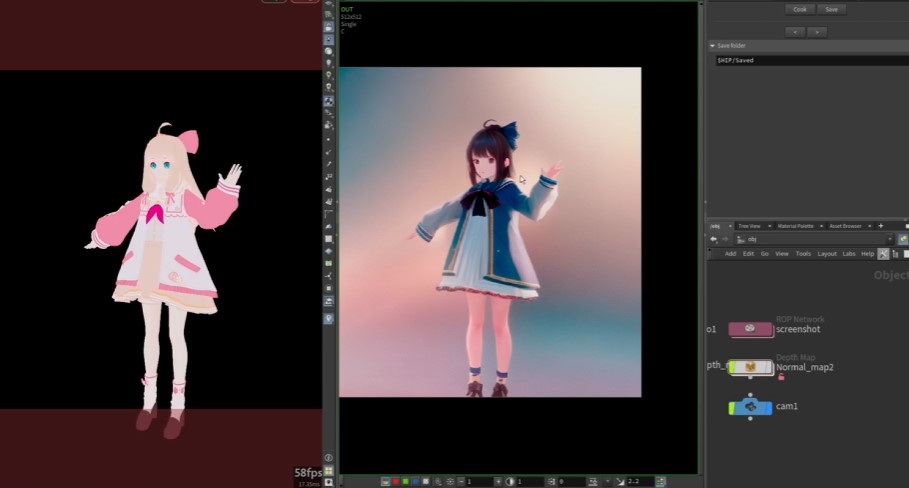 58fps
17.35ms
OUT
512x512
Single
C
1
1
0
2.2
Cook
Save
<
>
Save folder
$HIP/Saved
/obj
Tree View
Material Palette
Asset Browser
+
obj
Add
Edit
Go
View
Tools
Layout
Labs
Help
Object
ROP Network
o1
screenshot
Depth Map
Normal_map2
cam1